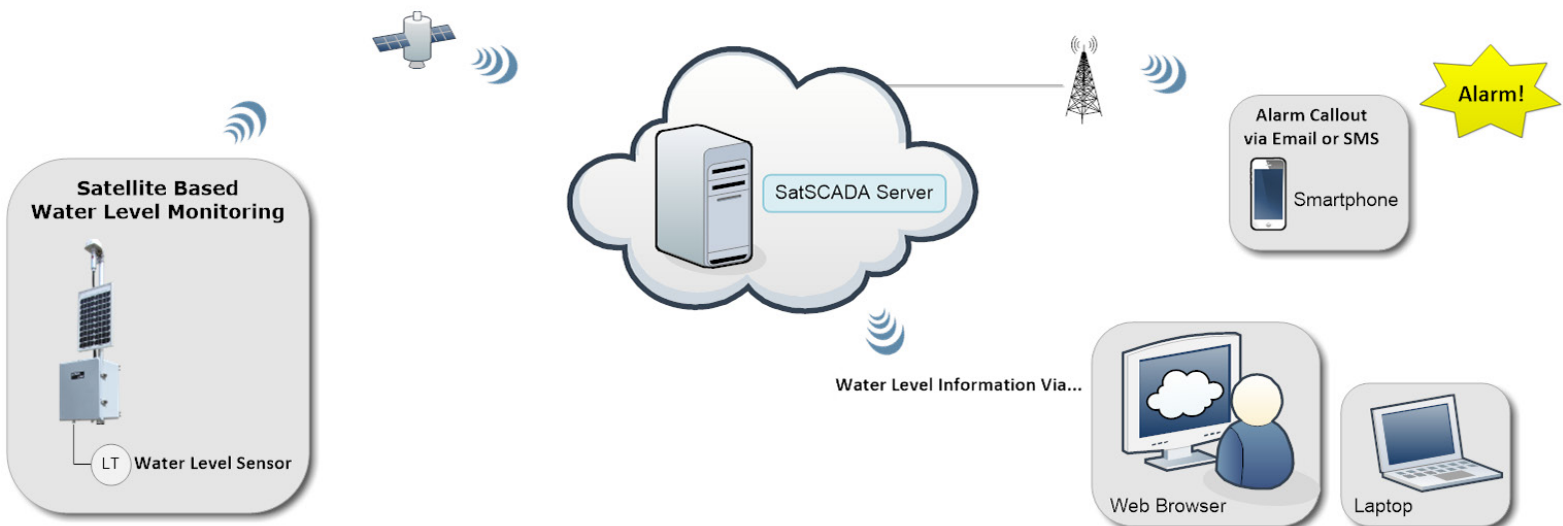 Satellite Based
Water Level Monitoring
LT
Water Level Sensor
SatSCADA Server
Alarm Callout
via Email or SMS
Smartphone
Alarm!
Water Level Information Via...
Web Browser
Laptop